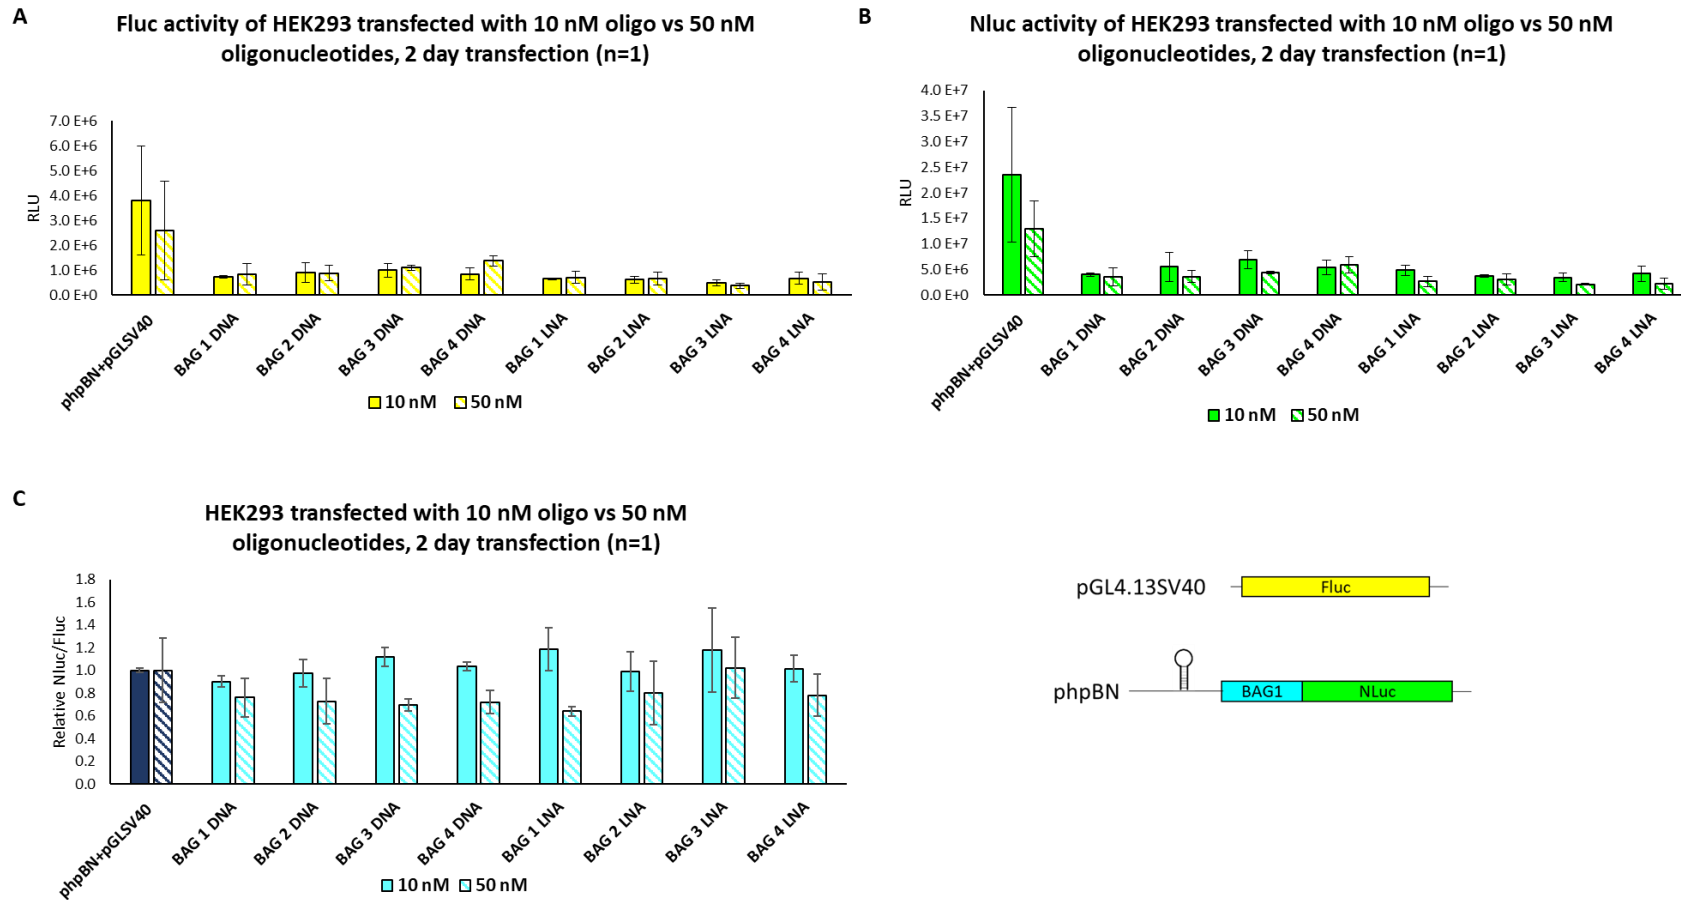 A
Fluc activity of HEK293 transfected with 10 nM oligo vs 50 nM
oligonucleotides, 2 day transfection (n=1)
7.0 E+6
6.0 E+6
5.0 E+6
4.0 E+6
3.0 E+6
2.0 E+6
1.0 E+6
0.0 E+0
RLU
phpBN+pGLSV40
BAG 1 DNA
BAG 2 DNA
BAG 3 DNA
BAG 4 DNA
BAG 1 LNA
BAG 2 LNA
BAG 3 LNA
BAG 4 LNA
10 nM 50 nM
B
Nluc activity of HEK293 transfected with 10 nM oligo vs 50 nM
oligonucleotides, 2 day transfection (n=1)
4.0 E+7
3.5 E+7
3.0 E+7
2.5 E+7
2.0 E+7
1.5 E+7
1.0 E+7
5.0 E+6
0.0 E+0
RLU
phpBN+pGLSV40
BAG 1 DNA
BAG 2 DNA
BAG 3 DNA
BAG 4 DNA
BAG 1 LNA
BAG 2 LNA
BAG 3 LNA
BAG 4 LNA
10 nM 50 nM
C
HEK293 transfected with 10 nM oligo vs 50 nM
oligonucleotides, 2 day transfection (n=1)
1.8
1.6
1.4
1.2
1.0
0.8
0.6
0.4
0.2
0.0
Relative Nluc/Fluc
phpBN+pGLSV40
BAG 1 DNA
BAG 2 DNA
BAG 3 DNA
BAG 4 DNA
BAG 1 LNA
BAG 2 LNA
BAG 3 LNA
BAG 4 LNA
10 nM 50 nM
pGL4.13SV40 Fluc
phpBN BAG1 NLuc